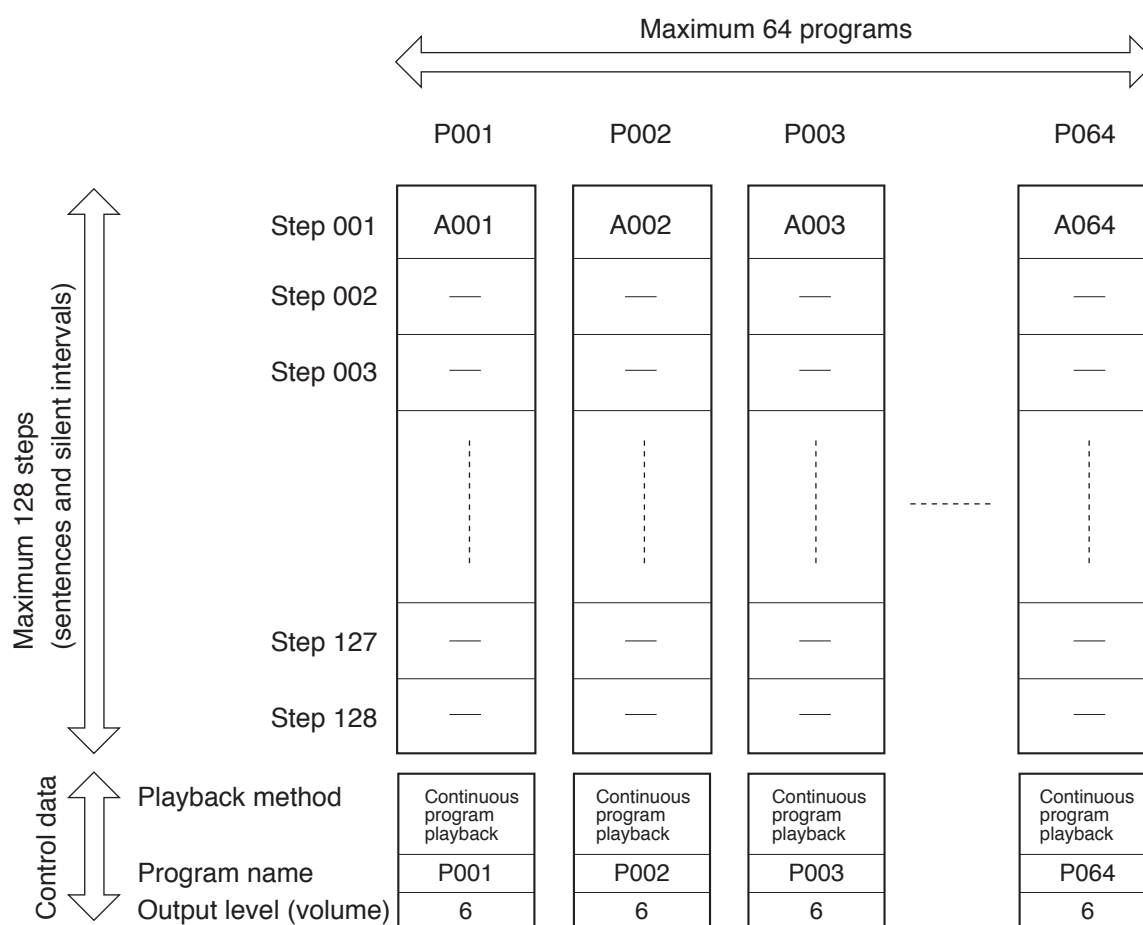 Maximum 64 programs
P001 P002 P003 P064
Step 001 A001 A002 A003 A064
Step 002 — — — —
Step 003 — — — —
Step 127 — — — —
Step 128 — — — —
Maximum 128 steps
(sentences and silent intervals)
Control data
Playback method
Continuous program playback
Continuous program playback
Continuous program playback
Continuous program playback
Program name P001 P002 P003 P064
Output level (volume) 6 6 6 6